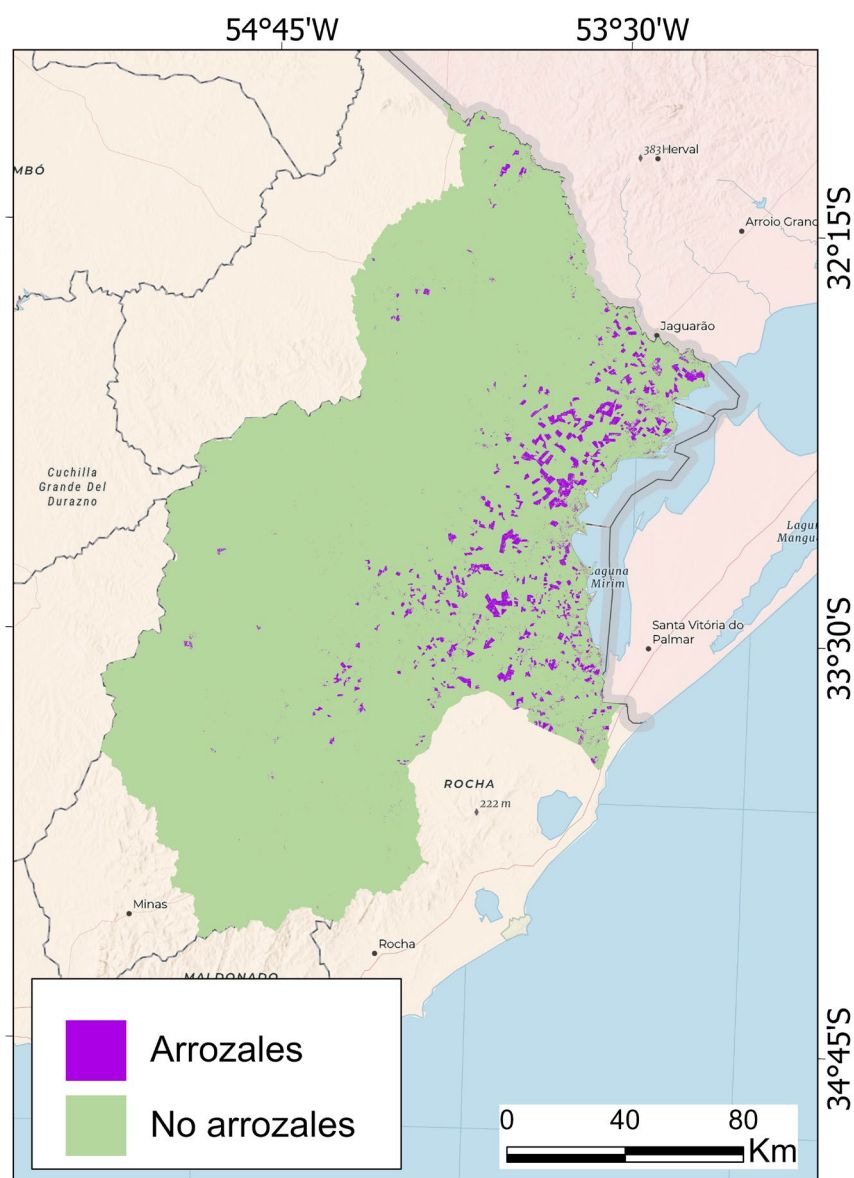 54°45'W
53°30'W
383 Herval
MBÓ
Arroio Grand
32°15'S
Jaguarão
Cuchilla
Grande Del
Durazno
Lagu
Mangu
Laguna
Mirim
Santa Vitória do
Palmar
33°30'S
ROCHA
222 m
Minas
Rocha
MALDONADO
34°45'S
Arrozales
No arrozales
0 40 80
Km